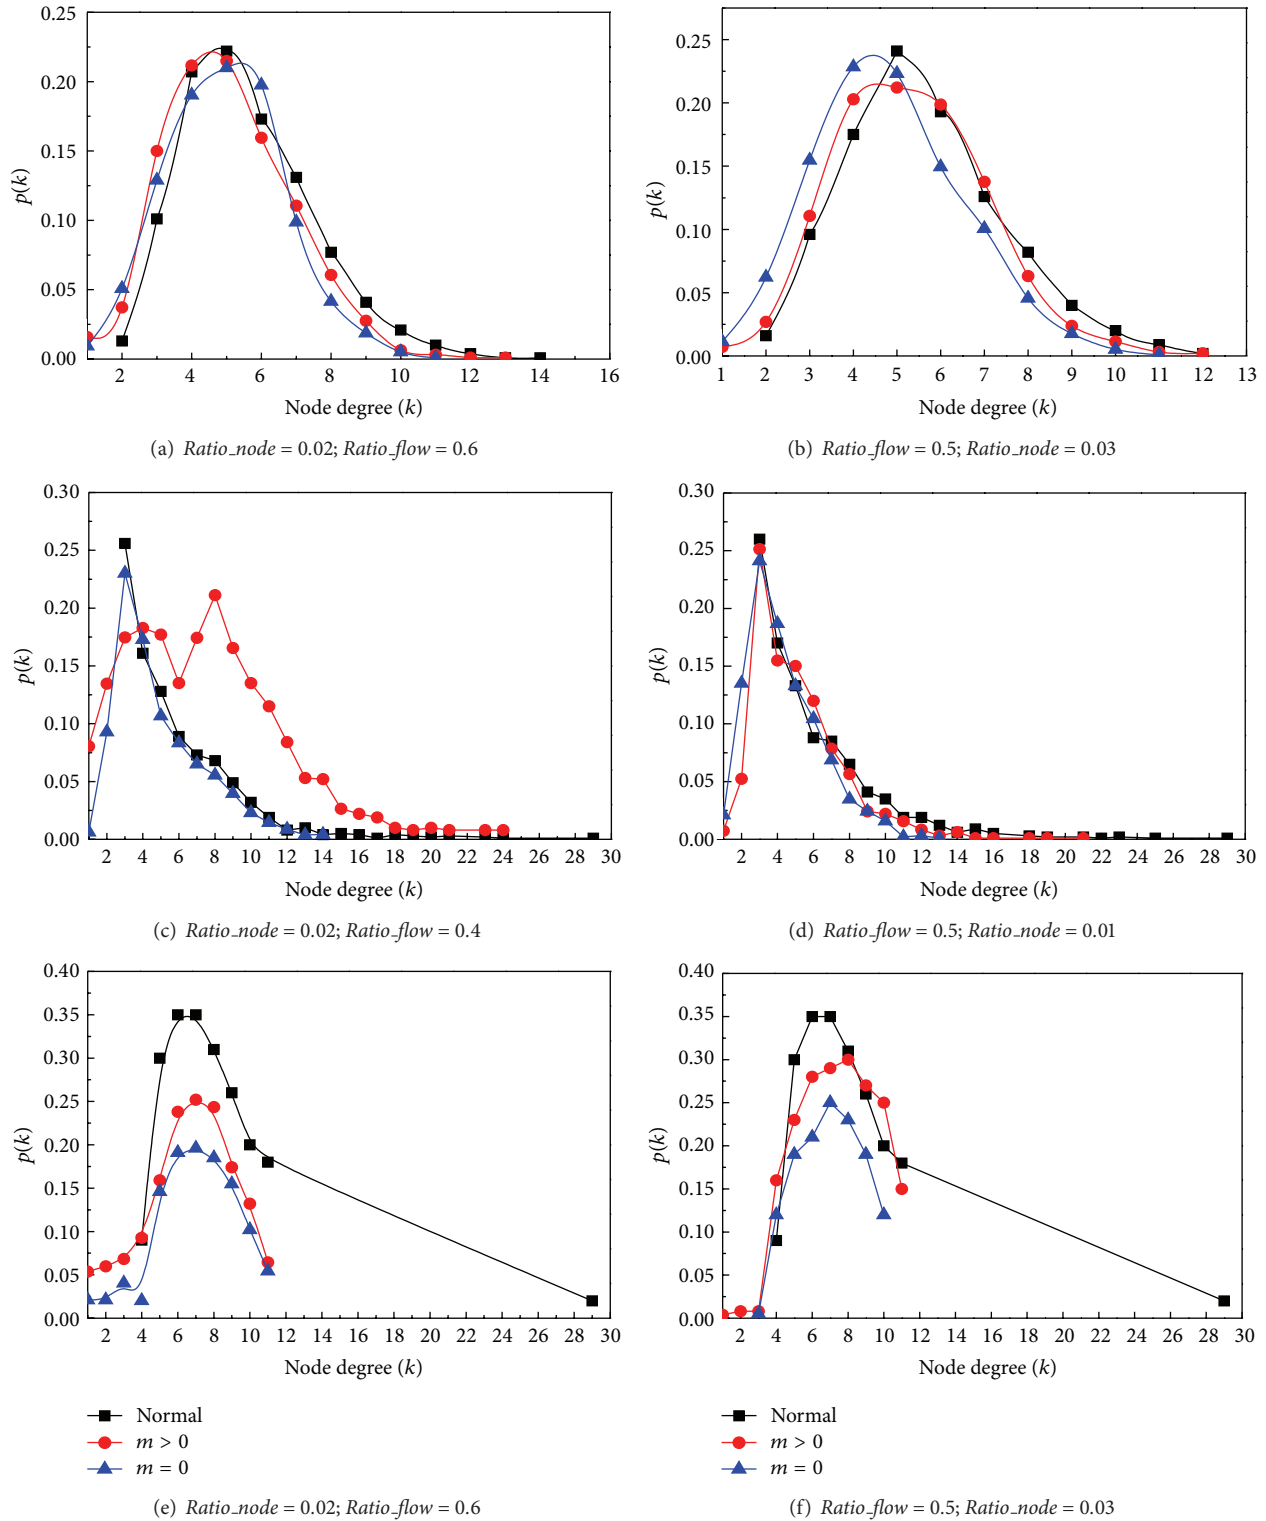 0.25
0.20
0.15
0.10
0.05
0.00
p(k)
2 4 6 8 10 12 14 16
Node degree (k)
(a) Ratio_node = 0.02; Ratio_flow = 0.6
0.25
0.20
0.15
0.10
0.05
0.00
p(k)
1 2 3 4 5 6 7 8 9 10 11 12 13
Node degree (k)
(b) Ratio_flow = 0.5; Ratio_node = 0.03
0.30
0.25
0.20
0.15
0.10
0.05
0.00
p(k)
2 4 6 8 10 12 14 16 18 20 22 24 26 28 30
Node degree (k)
(c) Ratio_node = 0.02; Ratio_flow = 0.4
0.30
0.25
0.20
0.15
0.10
0.05
0.00
p(k)
2 4 6 8 10 12 14 16 18 20 22 24 26 28 30
Node degree (k)
(d) Ratio_flow = 0.5; Ratio_node = 0.01
0.40
0.35
0.30
0.25
0.20
0.15
0.10
0.05
0.00
p(k)
2 4 6 8 10 12 14 16 18 20 22 24 26 28 30
Node degree (k)
Normal
m > 0
m = 0
(e) Ratio_node = 0.02; Ratio_flow = 0.6
0.40
0.35
0.30
0.25
0.20
0.15
0.10
0.05
0.00
p(k)
2 4 6 8 10 12 14 16 18 20 22 24 26 28 30
Node degree (k)
Normal
m > 0
m = 0
(f) Ratio_flow = 0.5; Ratio_node = 0.03